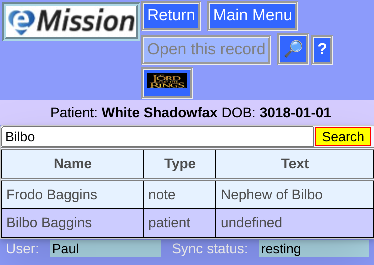 eMission
Return
Main Menu
Open this record
?
THE LORD OF THE RINGS
Patient: White Shadowfax DOB: 3018-01-01
Bilbo
Search
Name Type Text
Frodo Baggins note Nephew of Bilbo
Bilbo Baggins patient undefined
User: Paul Sync status: resting